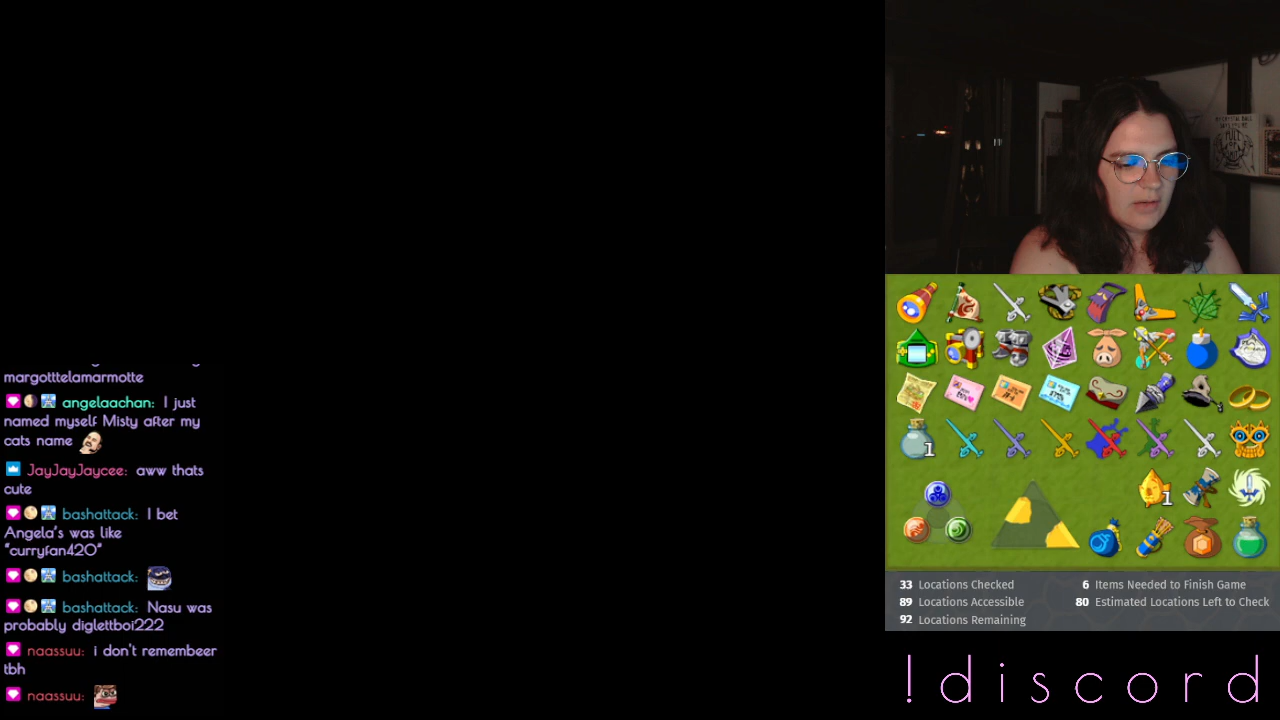 margotttelamarmotte
angelaachan: I just
named myself Misty after my
cats name
JayJayJaycee: aww thats
cute
bashattack: I bet
Angela's was like
"curryfan420"
bashattack:
bashattack: Nasu was
probably diglettboi222
naassuu: i don't remembeer
tbh
naassuu:
1
1
33 Locations Checked
6 Items Needed to Finish Game
89 Locations Accessible
80 Estimated Locations Left to Check
92 Locations Remaining
!discord